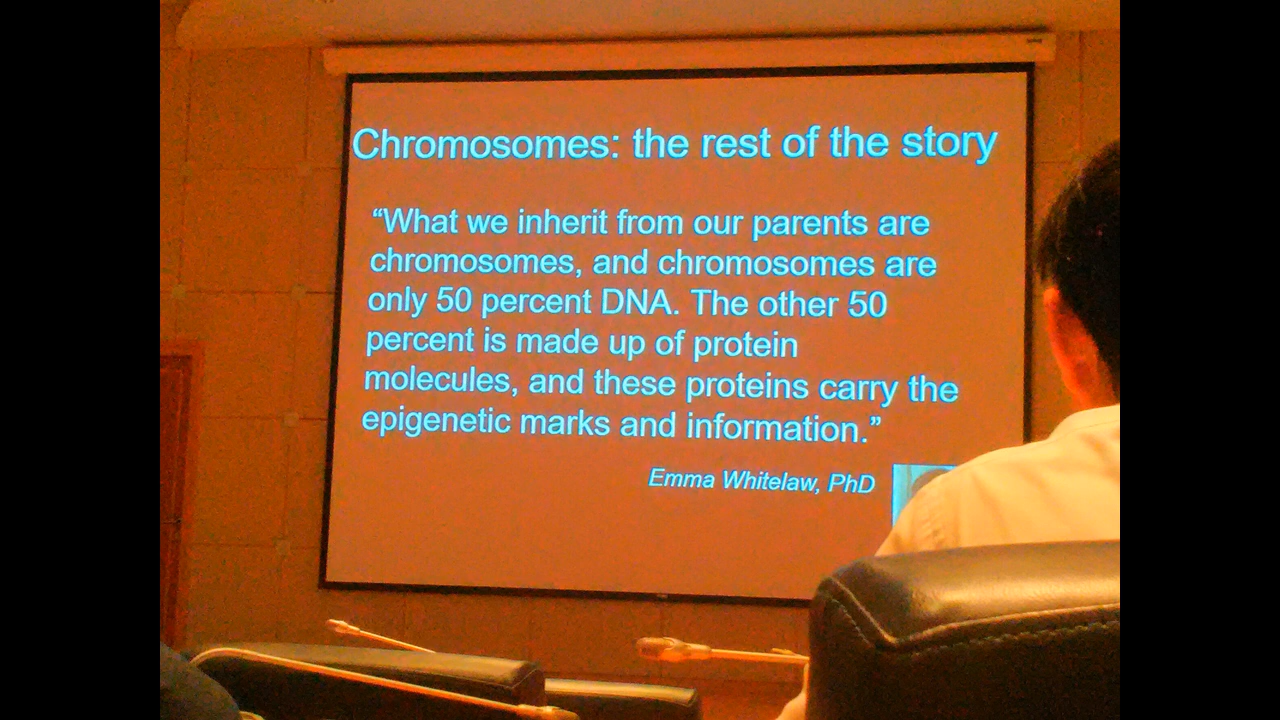 Chromosomes: the rest of the story
“What we inherit from our parents are
chromosomes, and chromosomes are
only 50 percent DNA. The other 50
percent is made up of protein
molecules, and these proteins carry the
epigenetic marks and information.”
Emma Whitelaw, PhD